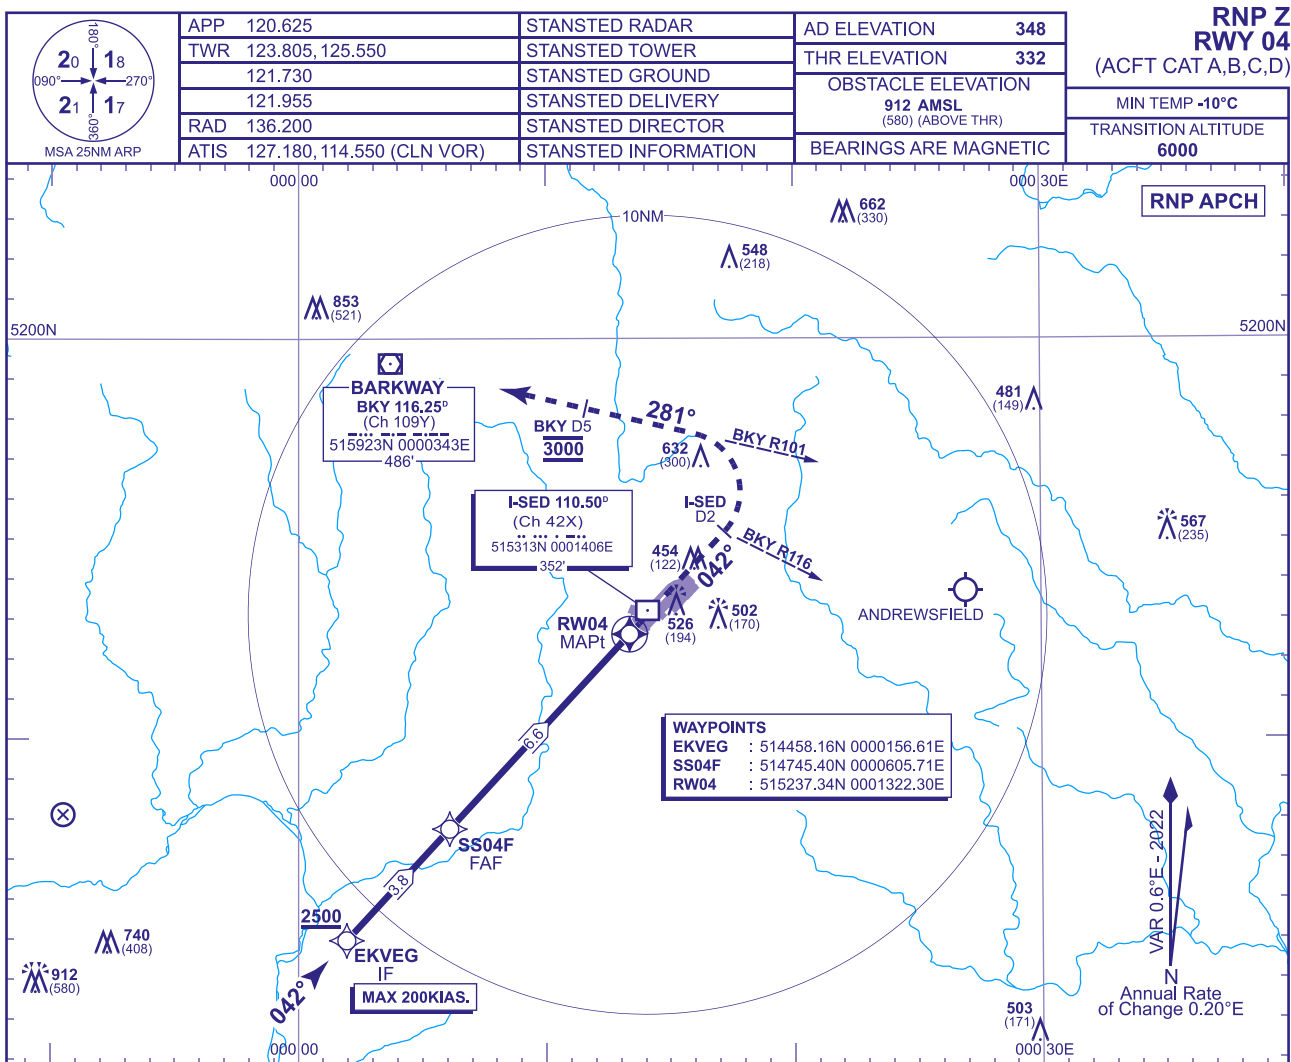 RNP Z
RWY 04
(ACFT CAT A,B,C,D)
MIN TEMP -10°C
TRANSITION ALTITUDE
6000
180°
20 18
090° 270°
21 17
360°
MSA 25NM ARP
APP 120.625 STANSTED RADAR
TWR 123.805, 125.550 STANSTED TOWER
121.730 STANSTED GROUND
121.955 STANSTED DELIVERY
RAD 136.200 STANSTED DIRECTOR
ATIS 127.180, 114.550 (CLN VOR) STANSTED INFORMATION
AD ELEVATION 348
THR ELEVATION 332
OBSTACLE ELEVATION
912 AMSL
(580) (ABOVE THR)
BEARINGS ARE MAGNETIC
000 00
000 30E
RNP APCH
10NM
662
(330)
548
(218)
853
(521)
5200N
5200N
BARKWAY
BKY 116.25D
(Ch 109Y)
515923N 0000343E
486'
281°
BKY D5
3000
632
(300)
BKY R101
481
(149)
I-SED 110.50D
(Ch 42X)
515313N 0001406E
352'
I-SED
D2
BKY R116
567
(235)
454
(122)
042°
RW04
MAPt
526
(194)
502
(170)
ANDREWSFIELD
6.6
WAYPOINTS
EKVEG : 514458.16N 0000156.61E
SS04F : 514745.40N 0000605.71E
RW04 : 515237.34N 0001322.30E
SS04F
FAF
3.8
2500
EKVEG
IF
MAX 200KIAS.
042°
740
(408)
912
(580)
VAR 0.6°E - 2022
N
Annual Rate
of Change 0.20°E
503
(171)
000 00
000 30E